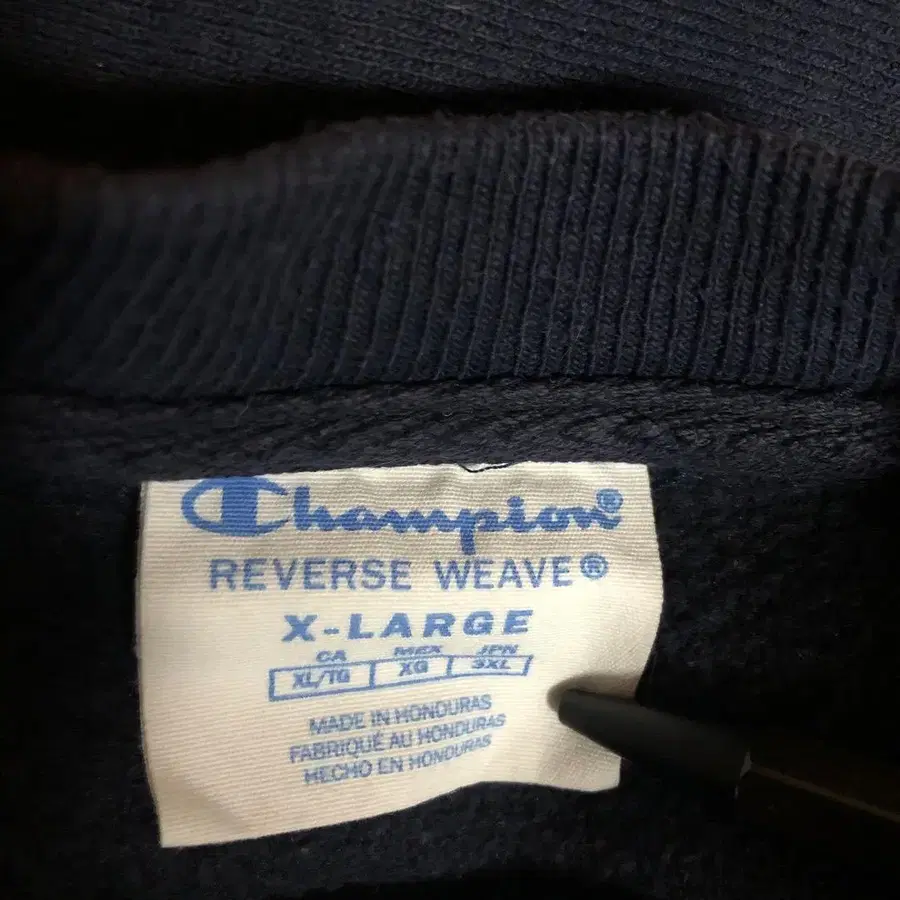 Champion®
REVERSE WEAVE®
X-LARGE
CA MEX JPN
XL/TG XG 3XL
MADE IN HONDURAS
FABRIQUÉ AU HONDURAS
HECHO EN HONDURAS